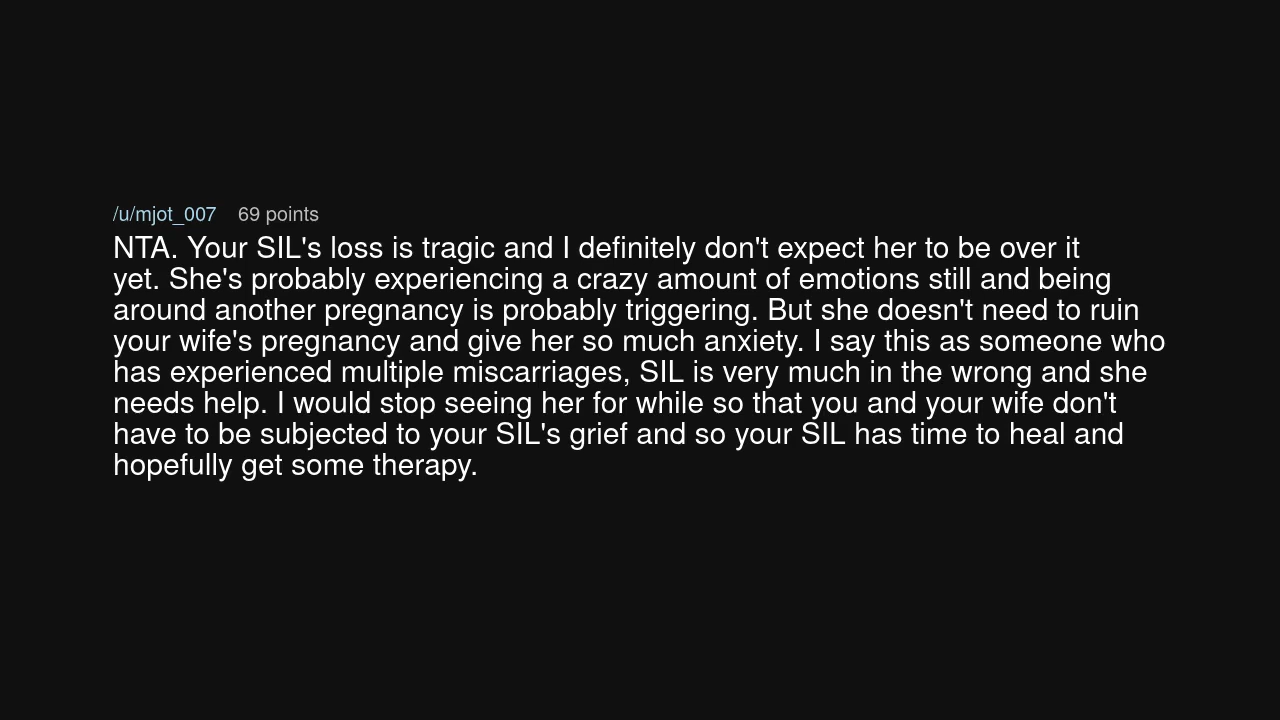 /u/mjot_007 69 points
NTA. Your SIL's loss is tragic and I definitely don't expect her to be over it
yet. She's probably experiencing a crazy amount of emotions still and being
around another pregnancy is probably triggering. But she doesn't need to ruin
your wife's pregnancy and give her so much anxiety. I say this as someone who
has experienced multiple miscarriages, SIL is very much in the wrong and she
needs help. I would stop seeing her for while so that you and your wife don't
have to be subjected to your SIL's grief and so your SIL has time to heal and
hopefully get some therapy.